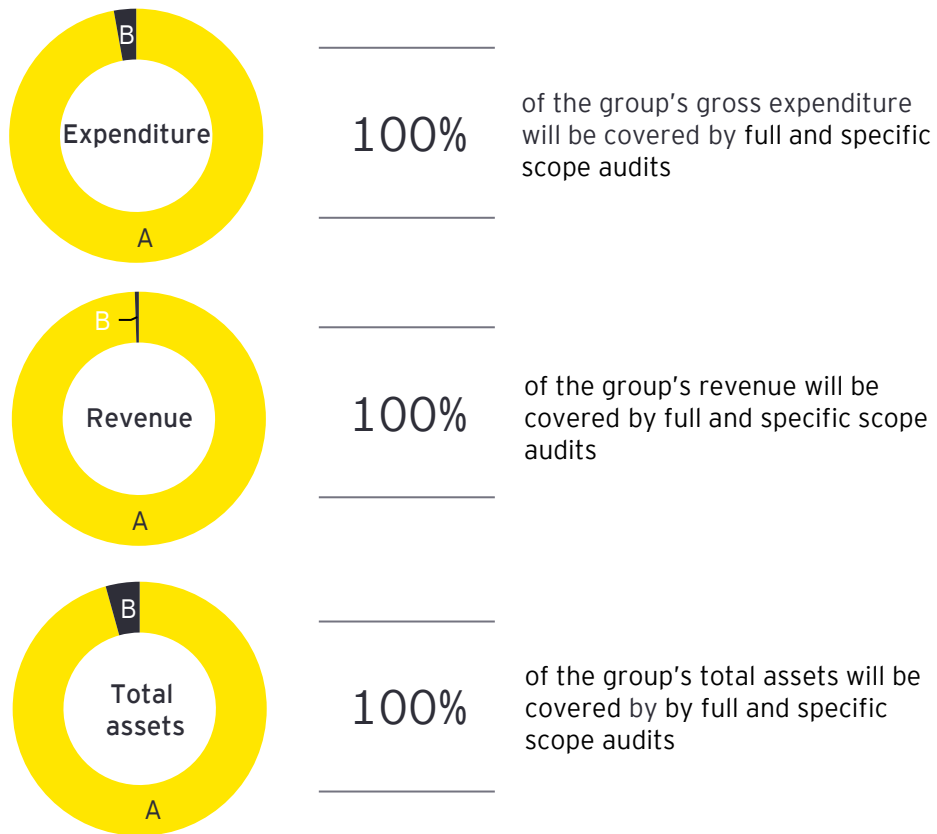 B
Expenditure
A
100%
of the group's gross expenditure
will be covered by full and specific
scope audits
B
Revenue
A
100%
of the group's revenue will be
covered by full and specific scope
audits
B
Total
assets
A
100%
of the group's total assets will be
covered by by full and specific
scope audits